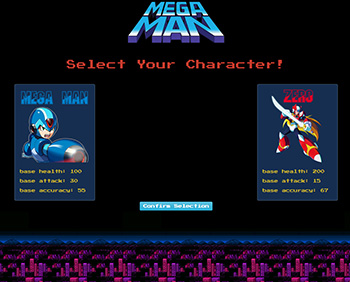 MEGA
MAN
Select Your Character!
MEGA MAN
base health: 100
base attack: 30
base accuracy: 55
ZERO
base health: 200
base attack: 15
base accuracy: 67
Confirm Selection